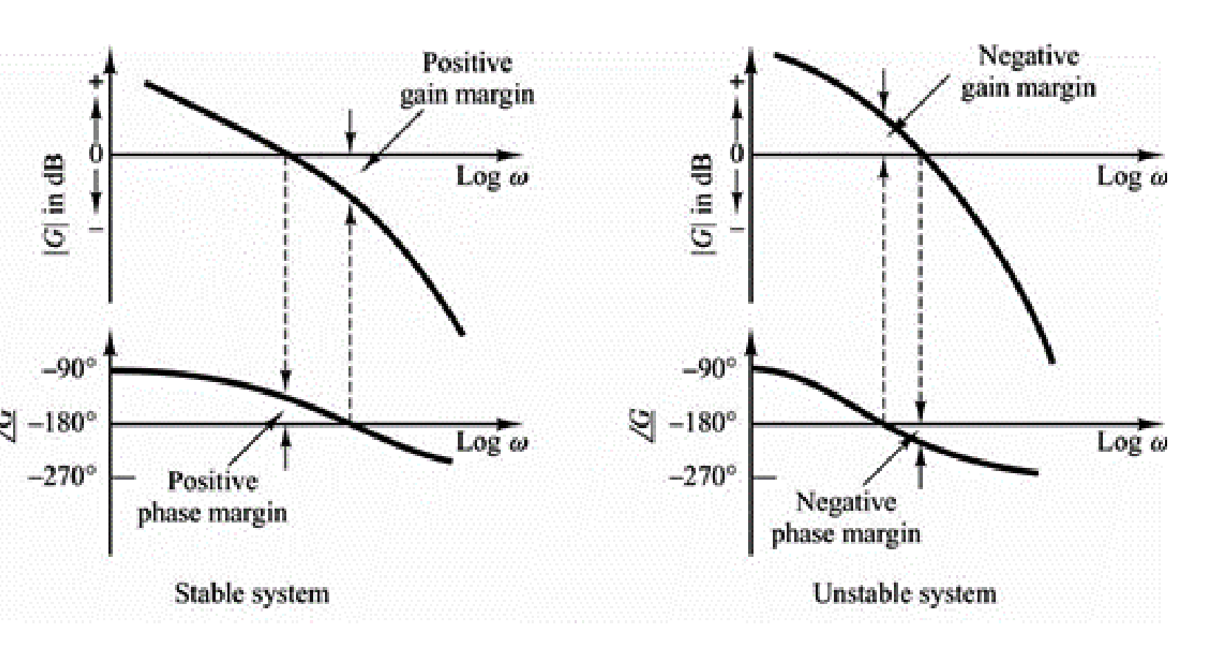 Positive
gain margin
+
0
−
|G| in dB
Log ω
−90°
−180°
−270°
∠G
Log ω
Positive
phase margin
Stable system
Negative
gain margin
+
0
−
|G| in dB
Log ω
−90°
−180°
−270°
∠G
Log ω
Negative
phase margin
Unstable system